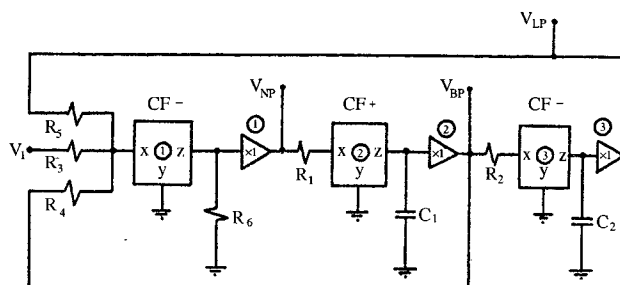 V_LP
CF - V_NP CF + V_BP CF -
① ② ③
R_5
V_i R_3 x ① z ×1 x ② z ×1 x ③ z ×1
y y y
R_4 R_1 R_2
R_6 C_1 C_2